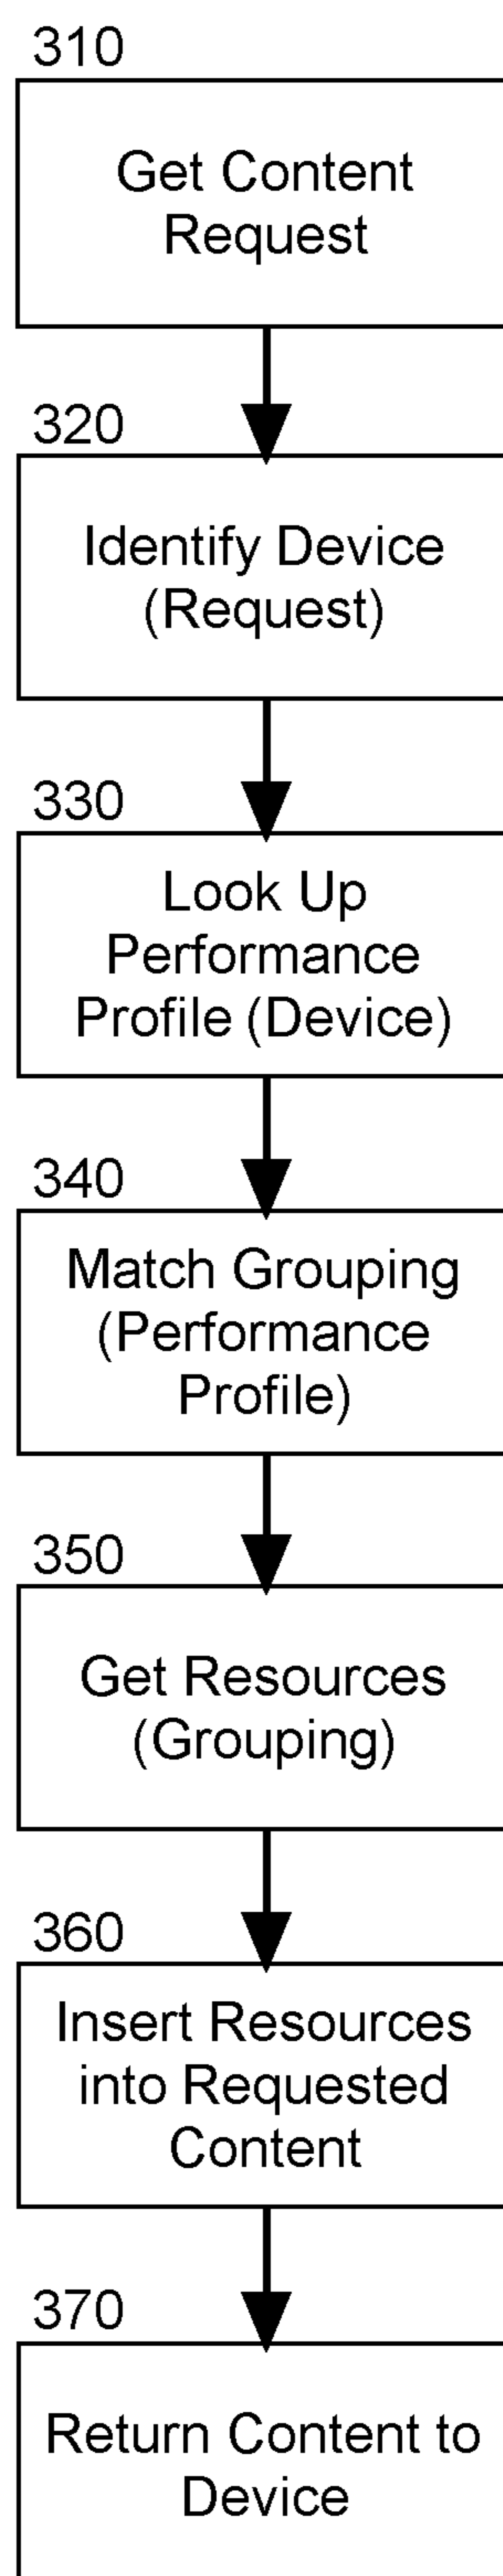 310
Get Content
Request
320
Identify Device
(Request)
330
Look Up
Performance
Profile (Device)
340
Match Grouping
(Performance
Profile)
350
Get Resources
(Grouping)
360
Insert Resources
into Requested
Content
370
Return Content to
Device